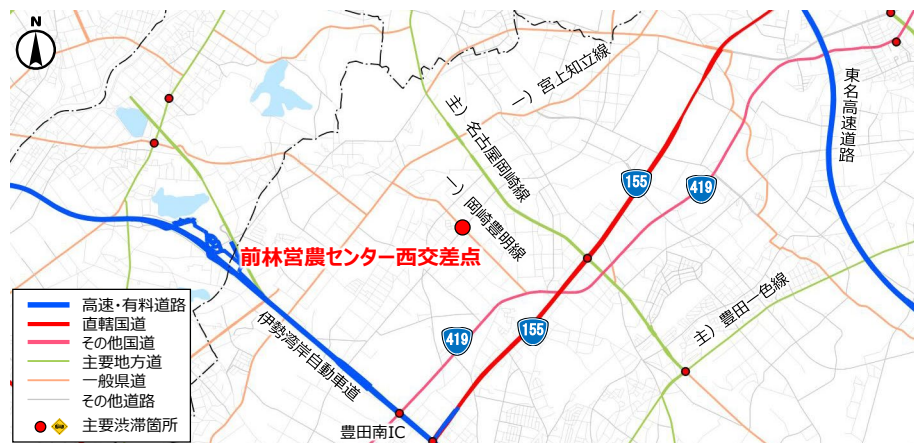 N
一）宮上知立線
主）名古屋岡崎線
東名高速道路
155
419
一）岡崎豊明線
前林営農センター西交差点
主）豊田一色線
高速・有料道路
直轄国道
その他国道
主要地方道
一般県道
その他道路
主要渋滞箇所
伊勢湾岸自動車道
419
155
豊田南IC